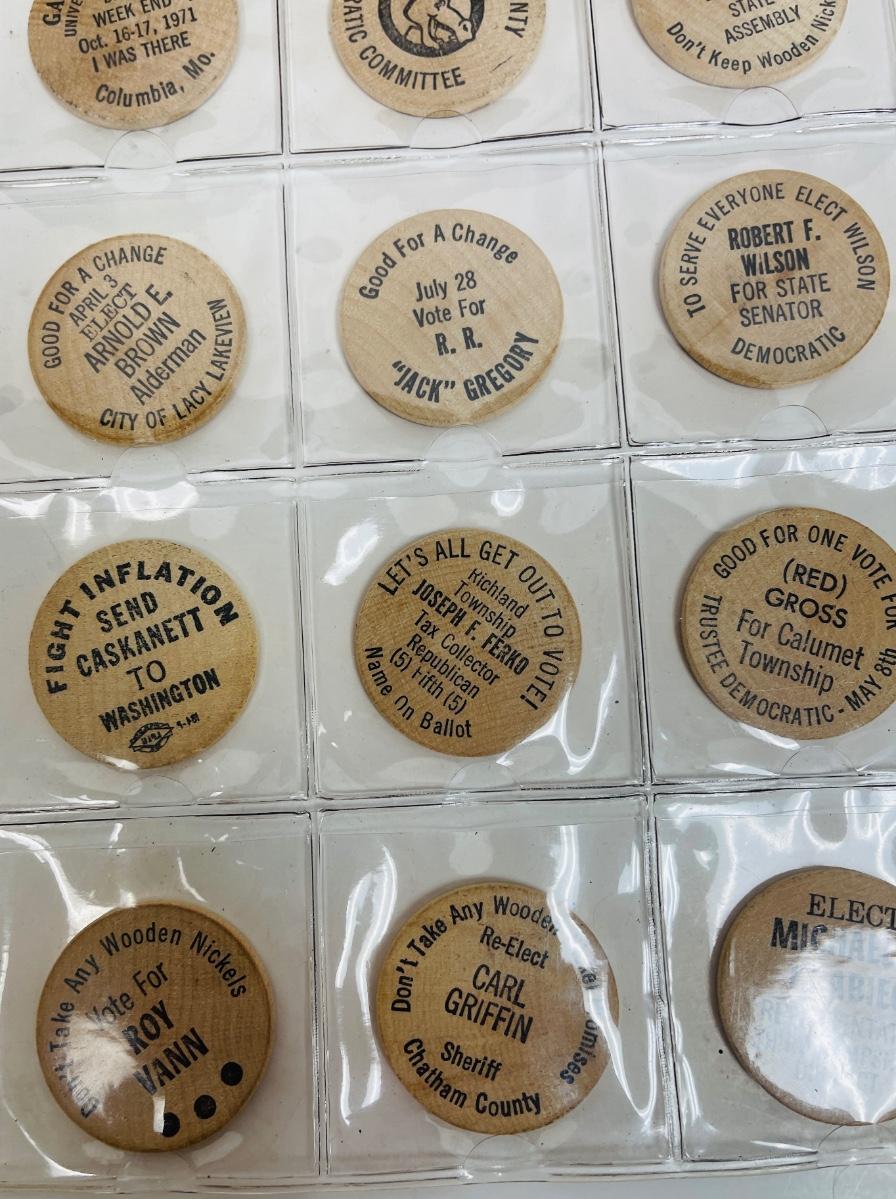 WEEK END
Oct. 16-17, 1971
I WAS THERE
Columbia, Mo.
COMMITTEE
STATE
ASSEMBLY
Don't Keep Wooden
GOOD FOR A CHANGE
APRIL 3
ELECT
ARNOLD E.
BROWN
Alderman
CITY OF LACY LAKEVIEW
Good For A Change
July 28
Vote For
R. R.
"JACK" GREGORY
TO SERVE EVERYONE ELECT WILSON
ROBERT F.
WILSON
FOR STATE
SENATOR
DEMOCRATIC
FIGHT INFLATION
SEND
CASKANETT
TO
WASHINGTON
LET'S ALL GET OUT TO VOTE!
Richland
Township
JOSEPH F. FERKO
Tax Collector
Republican
(5) Fifth (5)
Name On Ballot
GOOD FOR ONE VOTE FOR
(RED)
GROSS
For Calumet
Township
TRUSTEE DEMOCRATIC - MAY 8th
Don't Take Any Wooden Nickels
Vote For
ROY
VANN
Don't Take Any Wooden
Re-Elect
CARL
GRIFFIN
Sheriff
Chatham County
ELECT